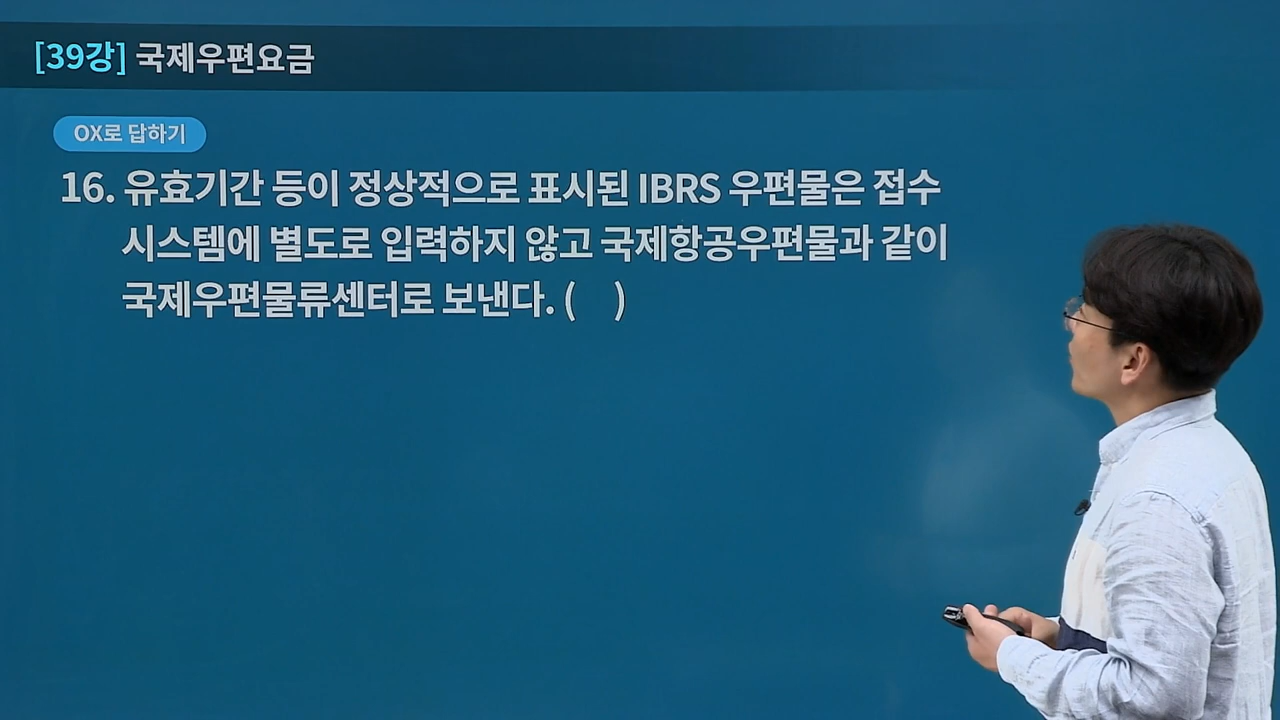 [39강] 국제우편요금
OX로 답하기
16. 유효기간 등이 정상적으로 표시된 IBRS 우편물은 접수
시스템에 별도로 입력하지 않고 국제항공우편물과 같이
국제우편물류센터로 보낸다. (    )